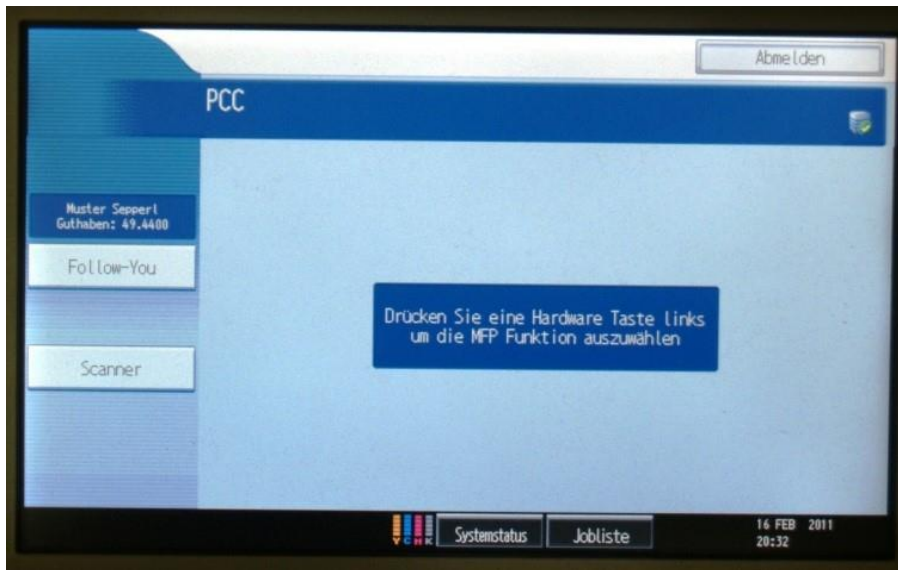 Abmelden
PCC
Muster Sepperl
Guthaben: 49.4400
Follow-You
Drücken Sie eine Hardware Taste links
um die MFP Funktion auszuwählen
Scanner
Y C M K
Systemstatus
Jobliste
16 FEB 2011
20:32